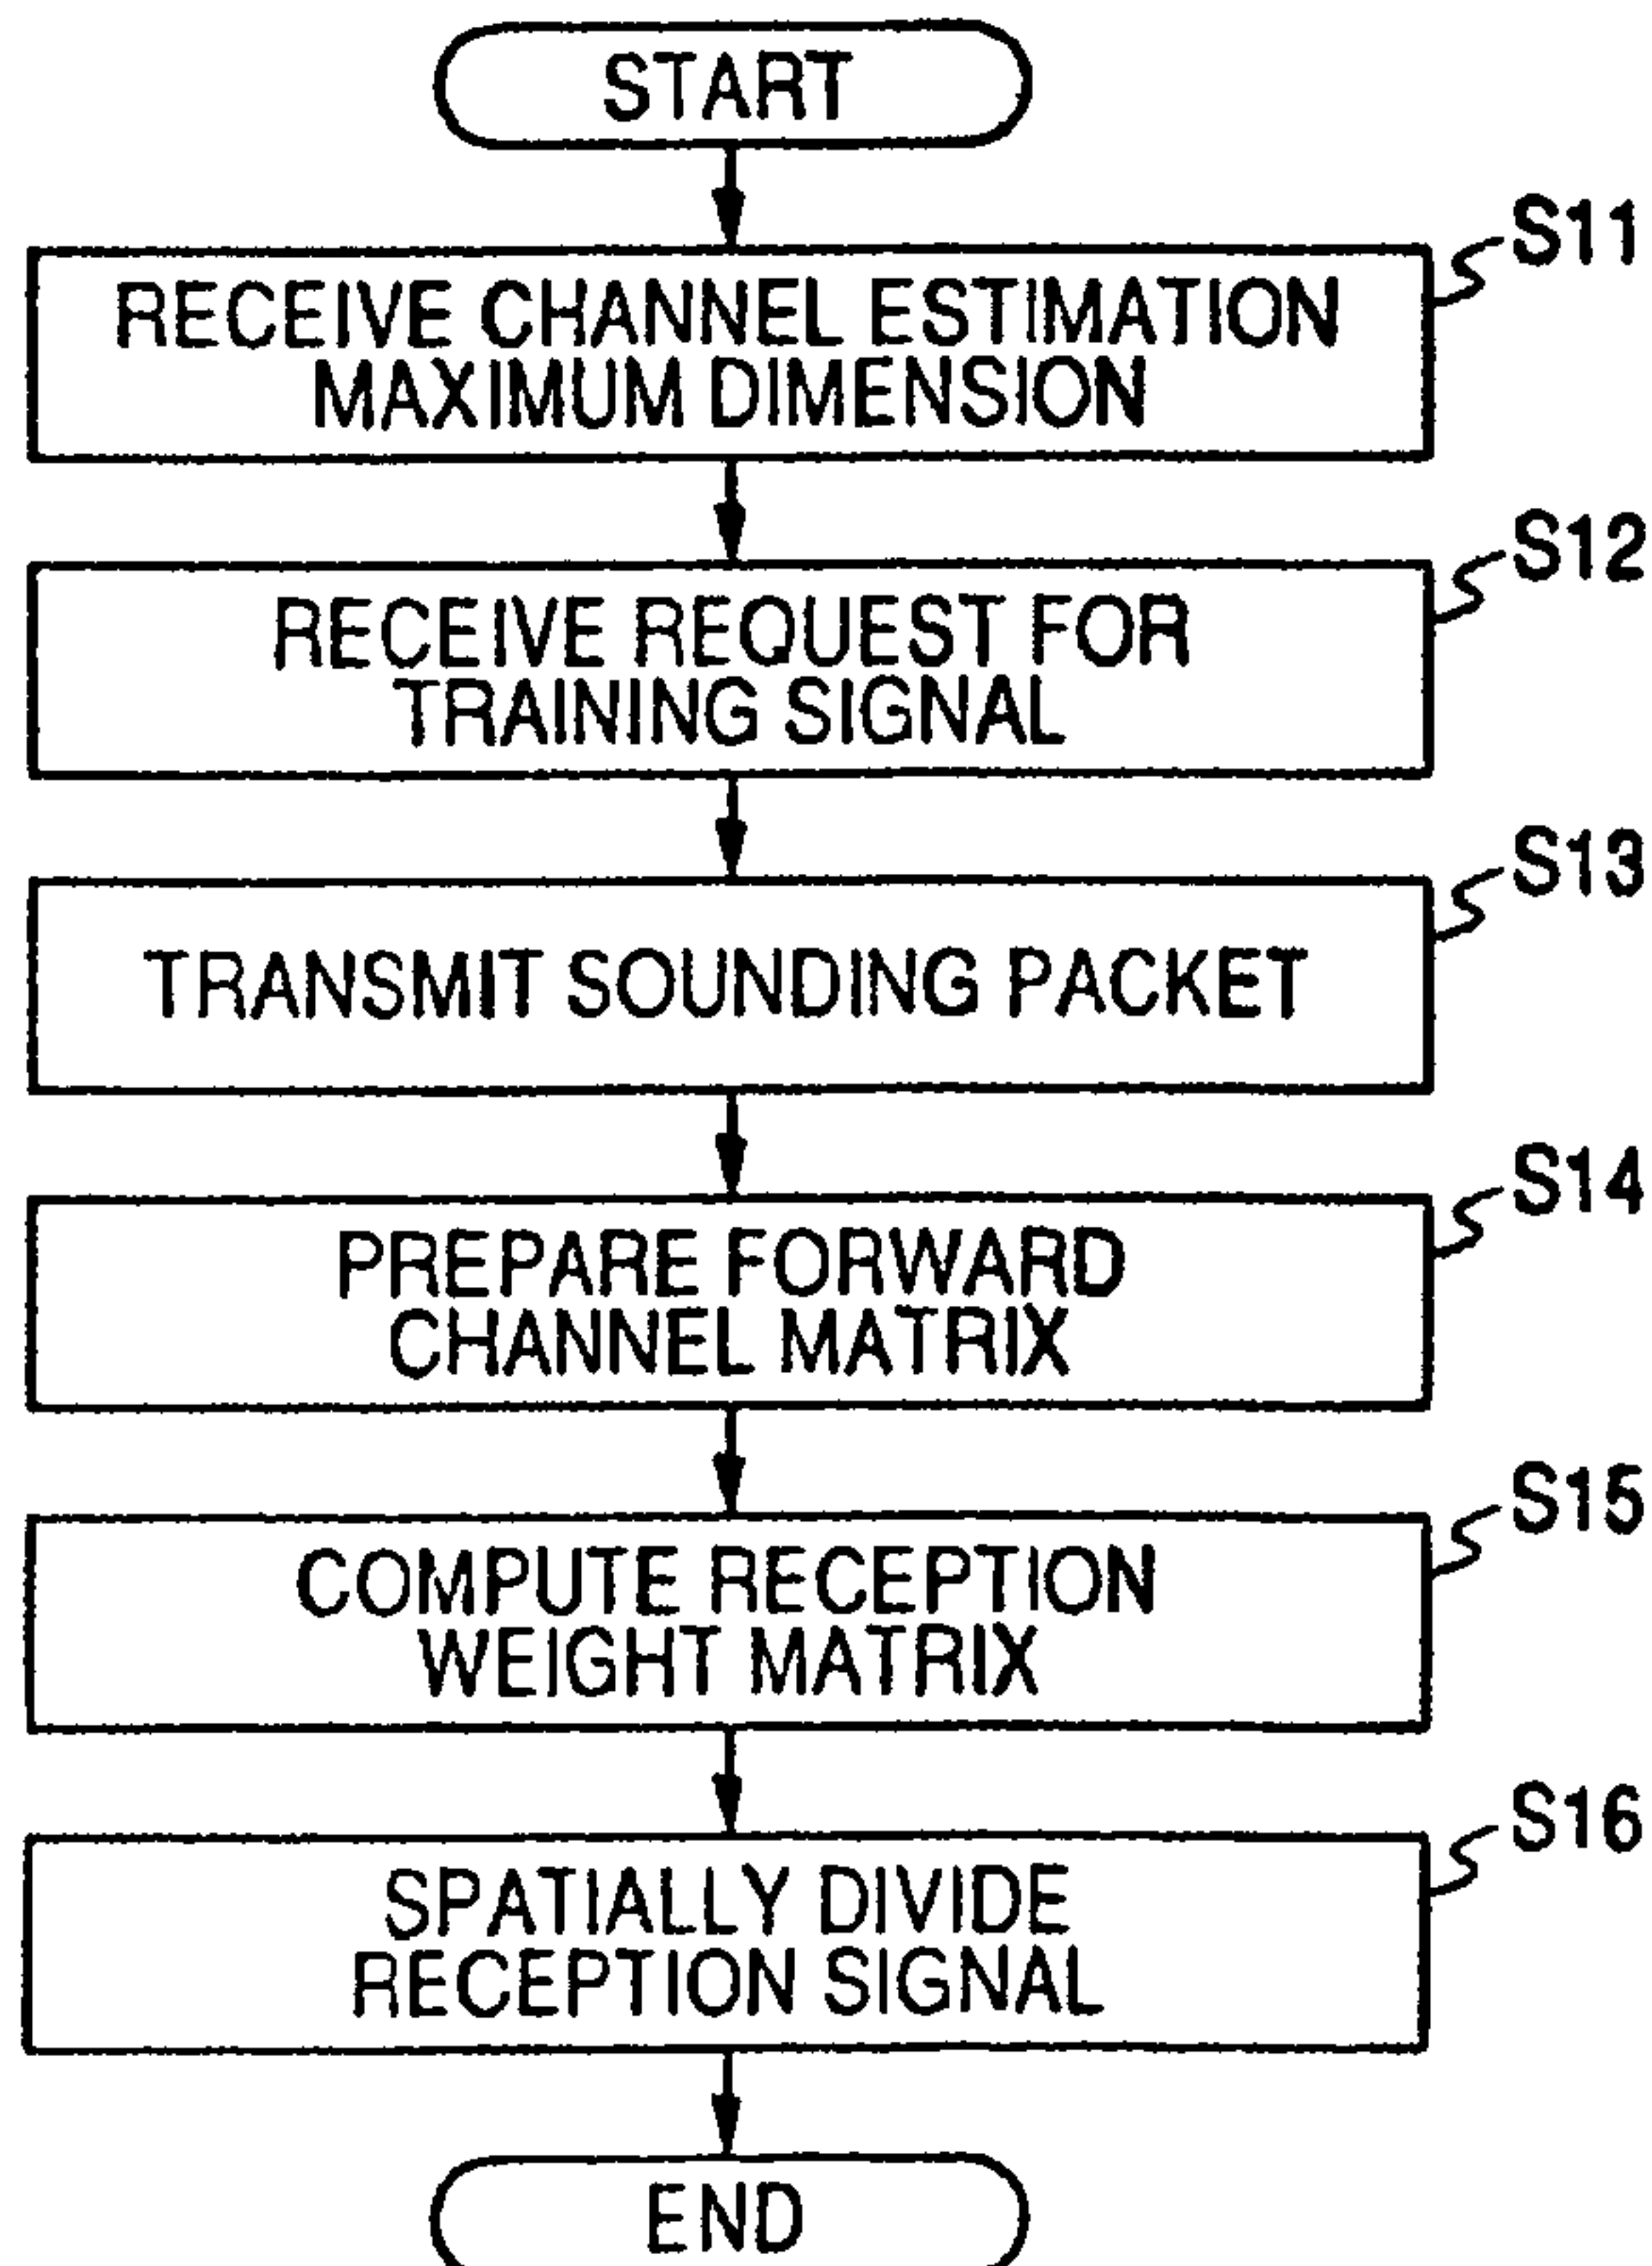 START
S11
RECEIVE CHANNEL ESTIMATION
MAXIMUM DIMENSION
S12
RECEIVE REQUEST FOR
TRAINING SIGNAL
S13
TRANSMIT SOUNDING PACKET
S14
PREPARE FORWARD
CHANNEL MATRIX
S15
COMPUTE RECEPTION
WEIGHT MATRIX
S16
SPATIALLY DIVIDE
RECEPTION SIGNAL
END